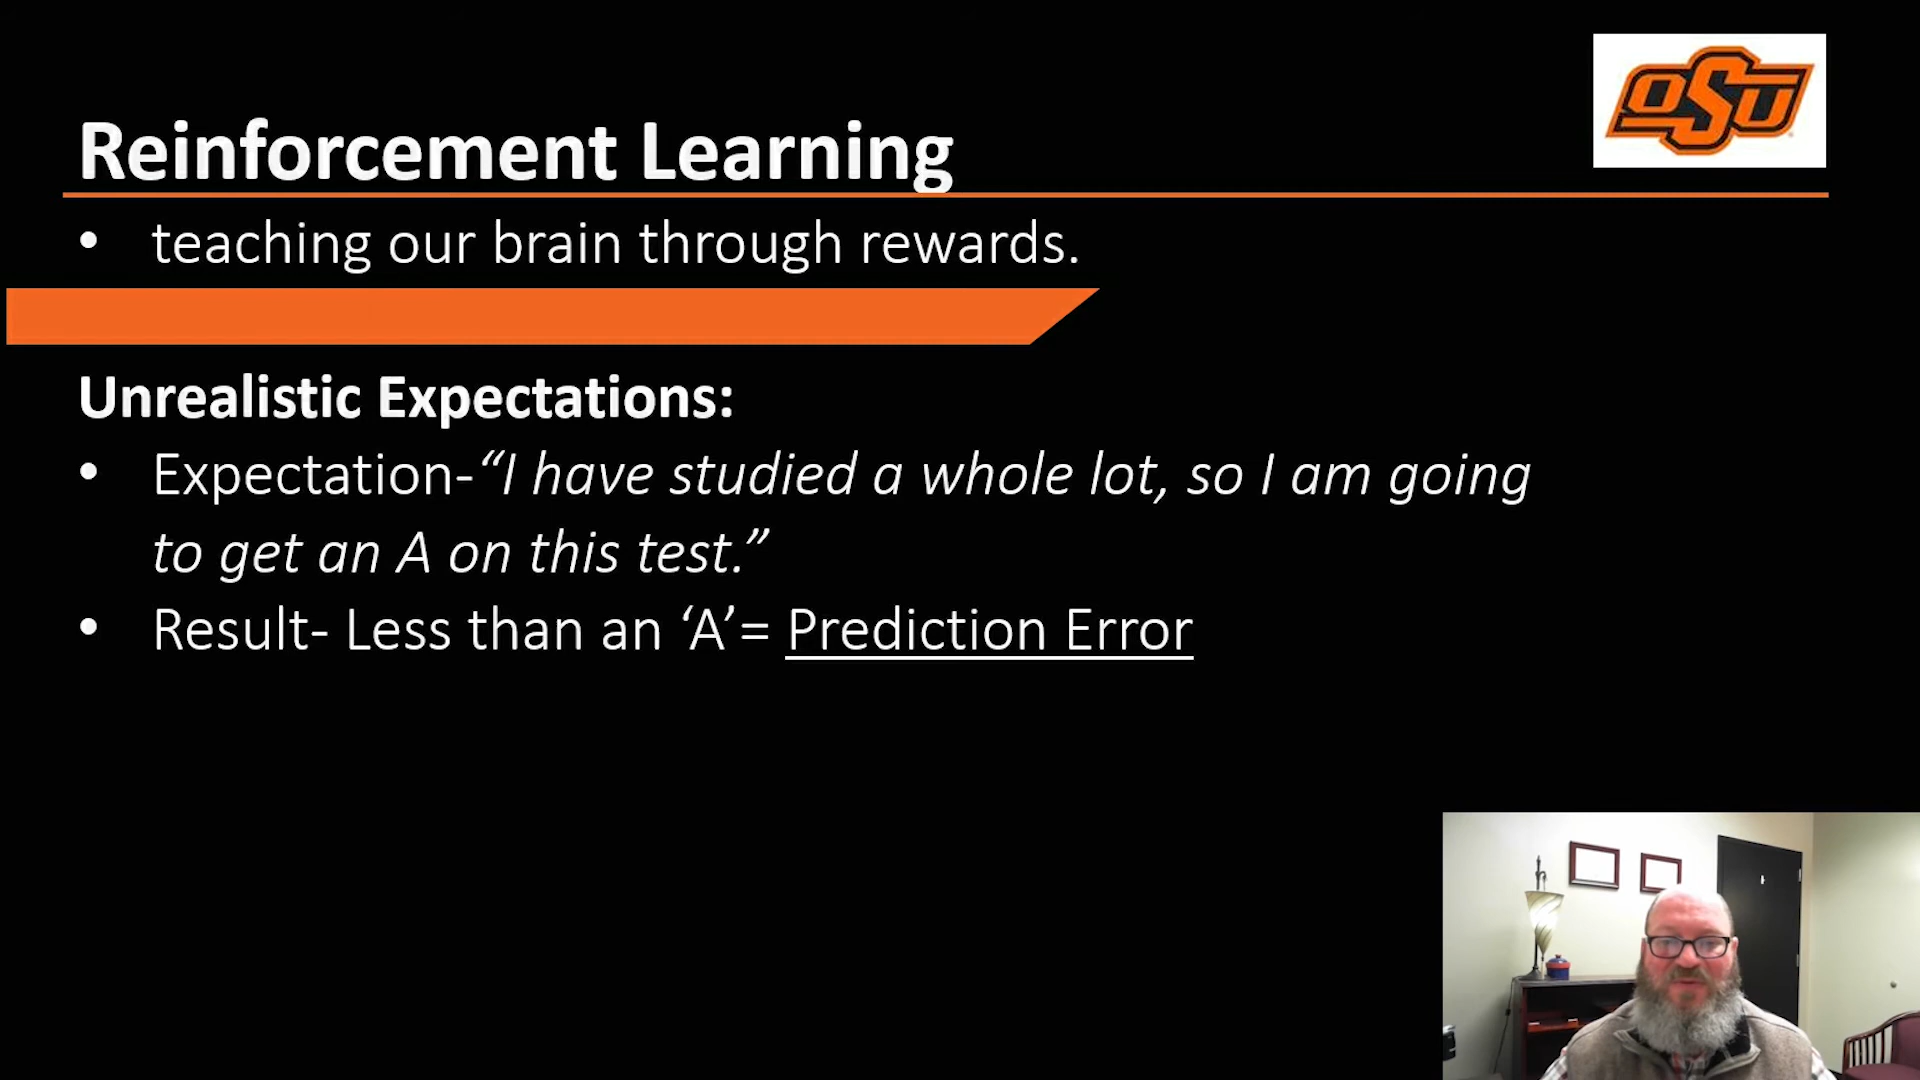 OSU
Reinforcement Learning
• teaching our brain through rewards.
Unrealistic Expectations:
• Expectation-“I have studied a whole lot, so I am going
to get an A on this test.”
• Result- Less than an ‘A’= Prediction Error